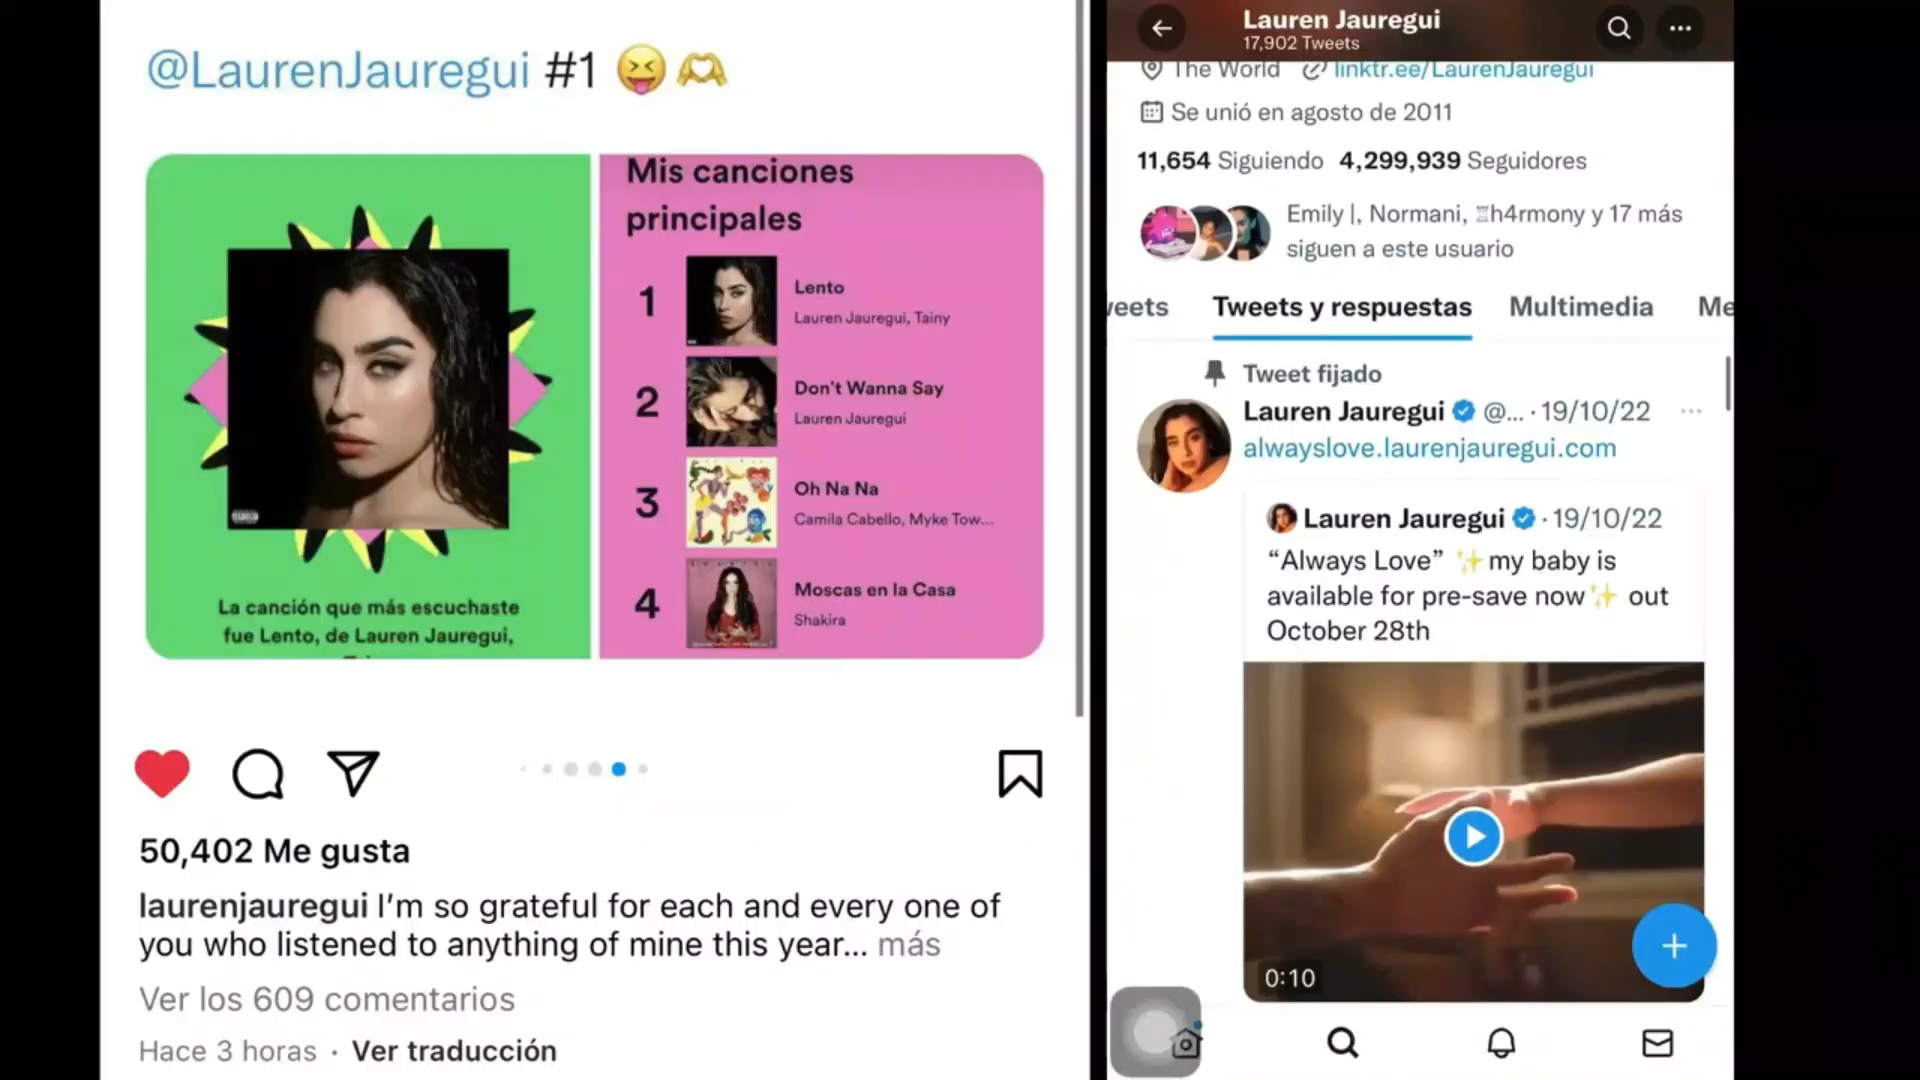 @LaurenJauregui #1
La canción que más escuchaste
fue Lento, de Lauren Jauregui,
Mis canciones
principales
1
Lento
Lauren Jauregui, Tainy
2
Don't Wanna Say
Lauren Jauregui
3
Oh Na Na
Camila Cabello, Myke Tow...
4
Moscas en la Casa
Shakira
50,402 Me gusta
laurenjauregui I'm so grateful for each and every one of
you who listened to anything of mine this year... más
Ver los 609 comentarios
Hace 3 horas · Ver traducción
Lauren Jauregui
17,902 Tweets
The World linktr.ee/LaurenJauregui
Se unió en agosto de 2011
11,654 Siguiendo 4,299,939 Seguidores
Emily |, Normani, ♖h4rmony y 17 más
siguen a este usuario
weets Tweets y respuestas Multimedia Me
Tweet fijado
Lauren Jauregui @... · 19/10/22
alwayslove.laurenjauregui.com
Lauren Jauregui · 19/10/22
“Always Love” ✨ my baby is
available for pre-save now ✨ out
October 28th
0:10